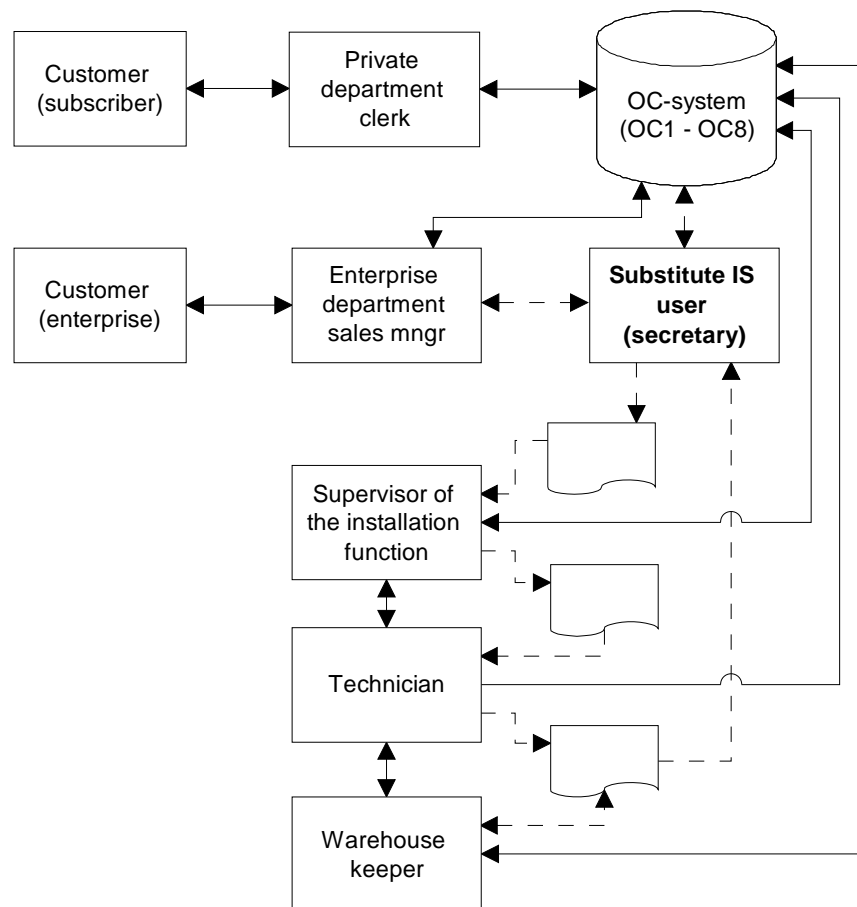 Customer
(subscriber)
Private
department
clerk
OC-system
(OC1 - OC8)
Customer
(enterprise)
Enterprise
department
sales mngr
Substitute IS
user
(secretary)
Supervisor of
the installation
function
Technician
Warehouse
keeper